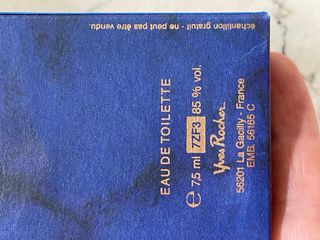 échantillon gratuit - ne peut pas être
vendu.
EAU DE TOILETTE
℮ 7,5 ml 7ZF3 85 % vol.
Yves Rocher
56201 La Gacilly - France
EMB. 56165 C